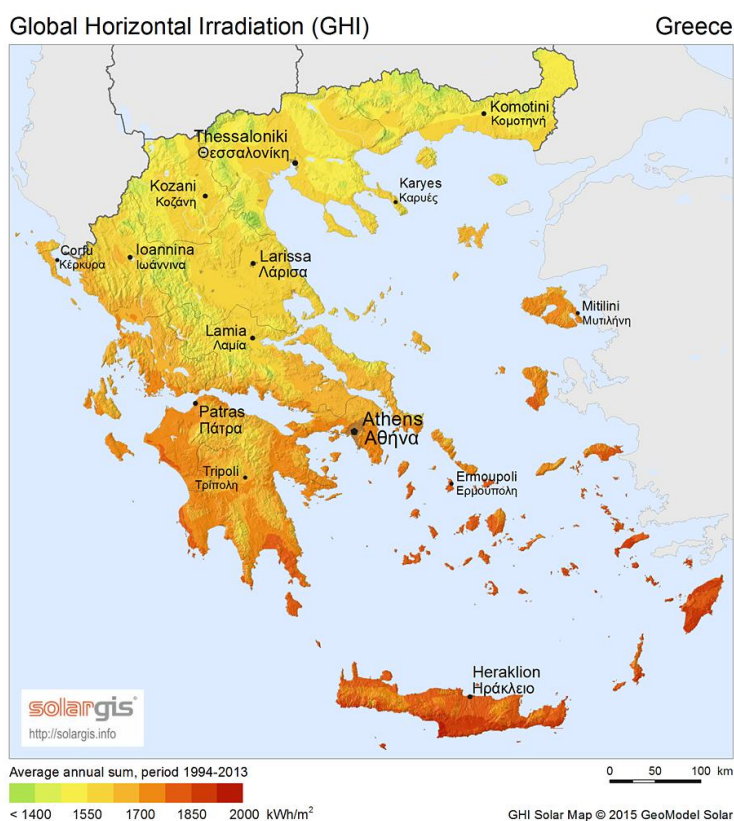 Global Horizontal Irradiation (GHI)
Greece
Komotini
Κομοτηνή
Thessaloniki
Θεσσαλονίκη
Karyes
Καρυές
Kozani
Κοζάνη
Corfu
Κέρκυρα
Ioannina
Ιωάννινα
Larissa
Λάρισα
Mitilini
Μυτιλήνη
Lamia
Λαμία
Patras
Πάτρα
Athens
Αθήνα
Tripoli
Τρίπολη
Ermoupoli
Ερμούπολη
Heraklion
Ηράκλειο
solargis
http://solargis.info
Average annual sum, period 1994-2013
< 1400 1550 1700 1850 2000 kWh/m²
0 50 100 km
GHI Solar Map © 2015 GeoModel Solar